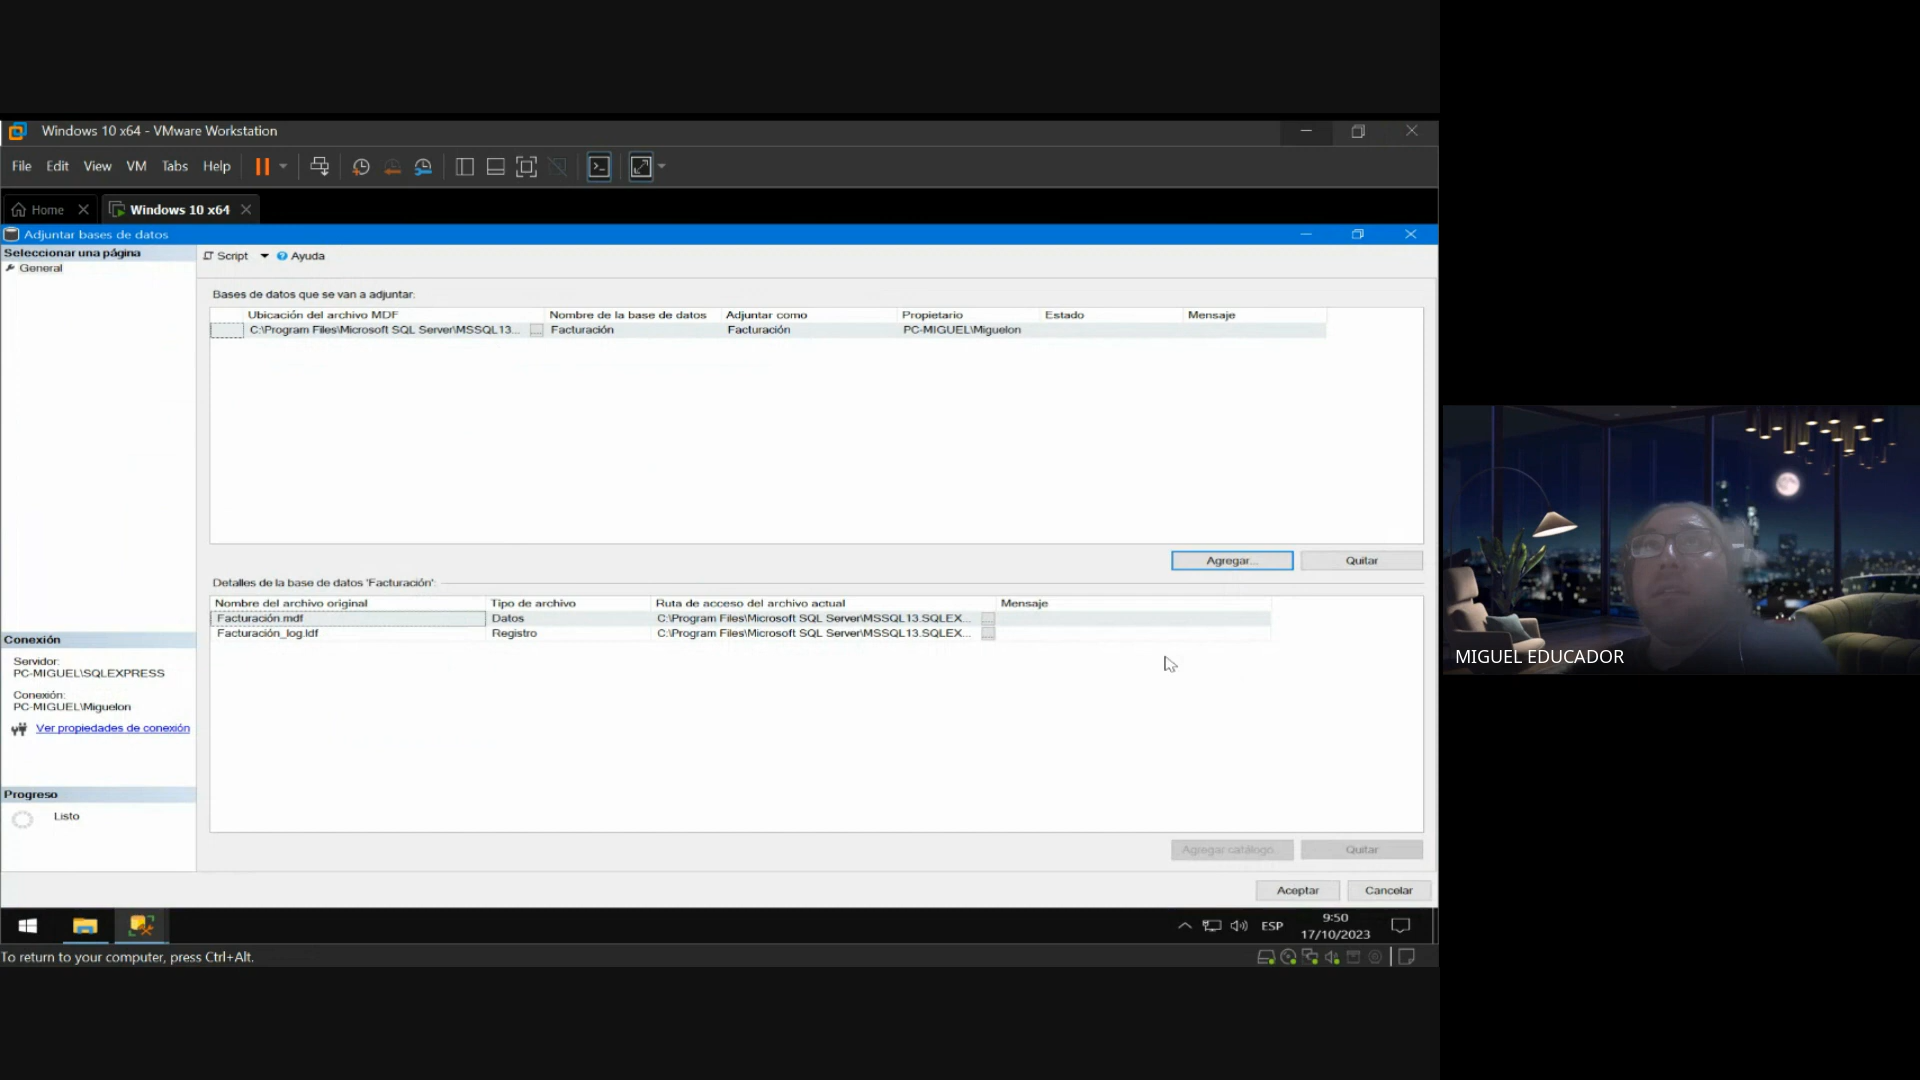 Windows 10 x64 - VMware Workstation
File Edit View VM Tabs Help
Home
Windows 10 x64
Adjuntar bases de datos
Seleccionar una página
General
Script
Ayuda
Bases de datos que se van a adjuntar:
Ubicación del archivo MDF Nombre de la base de datos Adjuntar como Propietario Estado Mensaje
C:\Program Files\Microsoft SQL Server\MSSQL13... Facturación Facturación PC-MIGUEL\Miguelon
Agregar... Quitar
Detalles de la base de datos 'Facturación':
Nombre del archivo original Tipo de archivo Ruta de acceso del archivo actual Mensaje
Facturación.mdf Datos C:\Program Files\Microsoft SQL Server\MSSQL13.SQLEX...
Facturación_log.ldf Registro C:\Program Files\Microsoft SQL Server\MSSQL13.SQLEX...
Conexión
Servidor:
PC-MIGUEL\SQLEXPRESS
Conexión:
PC-MIGUEL\Miguelon
Ver propiedades de conexión
Progreso
Listo
Agregar catálogo... Quitar
Aceptar Cancelar
ESP
9:50
17/10/2023
To return to your computer, press Ctrl+Alt.
MIGUEL EDUCADOR